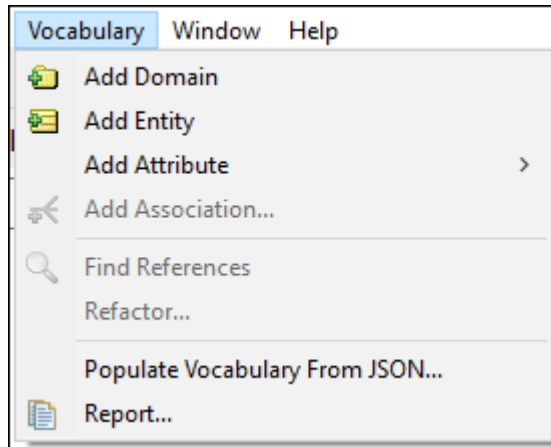 Vocabulary Window Help
Add Domain
Add Entity
Add Attribute
Add Association...
Find References
Refactor...
Populate Vocabulary From JSON...
Report...